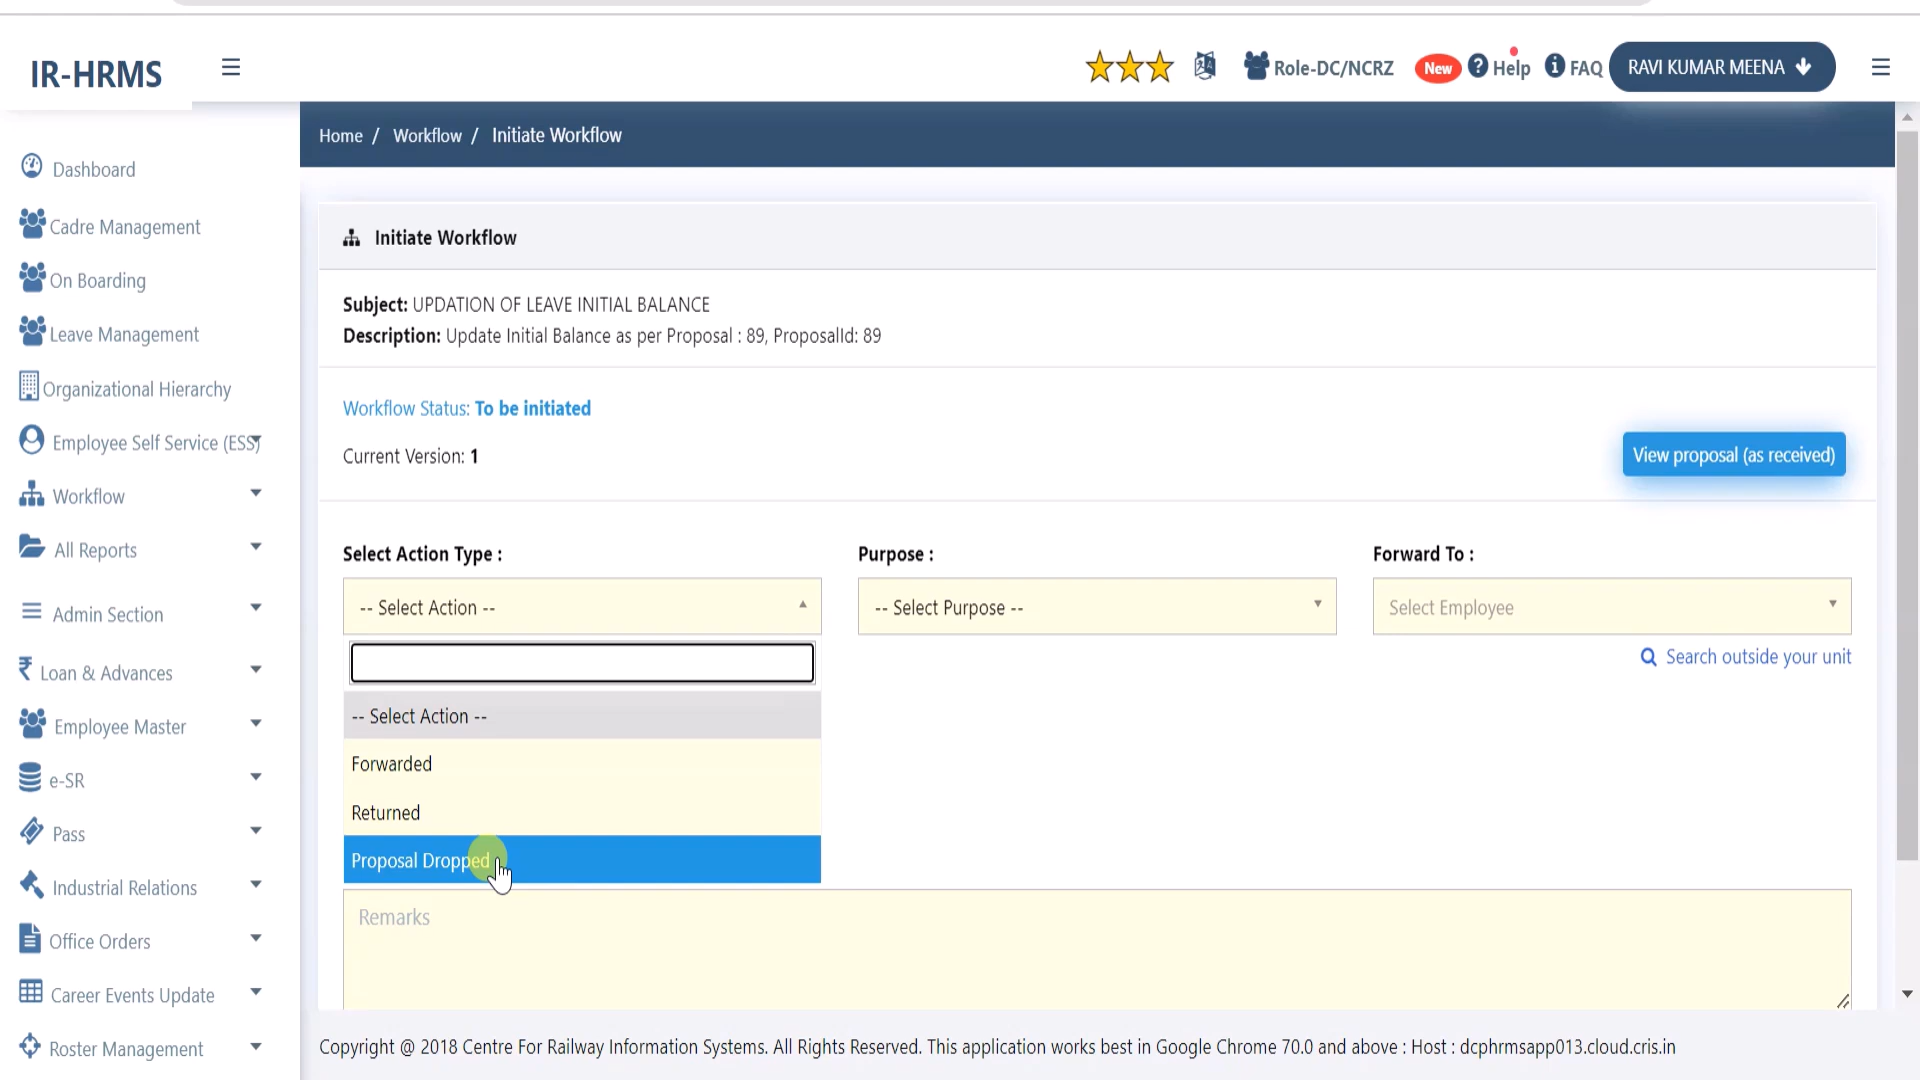 IR-HRMS
Role-DC/NCRZ
New
Help
FAQ
RAVI KUMAR MEENA
Home / Workflow / Initiate Workflow
Dashboard
Cadre Management
On Boarding
Leave Management
Organizational Hierarchy
Employee Self Service (ESS)
Workflow
All Reports
Admin Section
Loan & Advances
Employee Master
e-SR
Pass
Industrial Relations
Office Orders
Career Events Update
Roster Management
Initiate Workflow
Subject: UPDATION OF LEAVE INITIAL BALANCE
Description: Update Initial Balance as per Proposal : 89, ProposalId: 89
Workflow Status: To be initiated
Current Version: 1
View proposal (as received)
Select Action Type :
Purpose :
Forward To :
-- Select Action --
-- Select Purpose --
Select Employee
Search outside your unit
-- Select Action --
Forwarded
Returned
Proposal Dropped
Remarks
Copyright @ 2018 Centre For Railway Information Systems. All Rights Reserved. This application works best in Google Chrome 70.0 and above : Host : dcphrmsapp013.cloud.cris.in